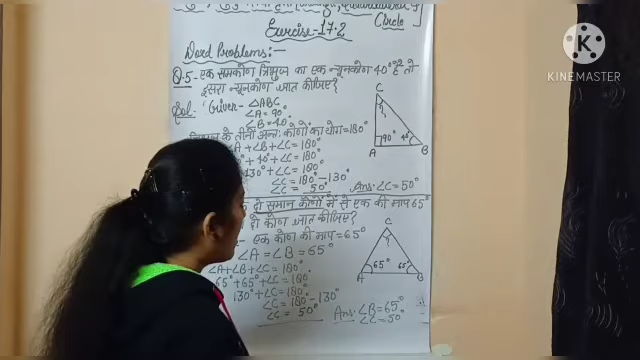 Circle
Exercise-17.2
Word Problems:-
Q.5- एक समकोण त्रिभुज का एक न्यूनकोण 40° है तो
दूसरा न्यूनकोण ज्ञात कीजिए?
Sol- Given- △ABC
∠A = 90°
∠B = 40°
के तीनों अन्तः कोणों का योग = 180°
∠A + ∠B + ∠C = 180°
+ 40° + ∠C = 180°
130° + ∠C = 180°
∠C = 180° - 130°
∠C = 50°
Ans. ∠C = 50°
C
?
90°
40°
A
B
दो समान कोणों में से एक की माप 65°
कोण ज्ञात कीजिए?
एक कोण की माप = 65°
∠A = ∠B = 65°
∠A + ∠B + ∠C = 180°
65° + 65° + ∠C = 180°
130° + ∠C = 180°
∠C = 180° - 130°
∠C = 50°
Ans. ∠B = 65°
∠C = 50°
C
?
65°
65°
A
B
KINEMASTER